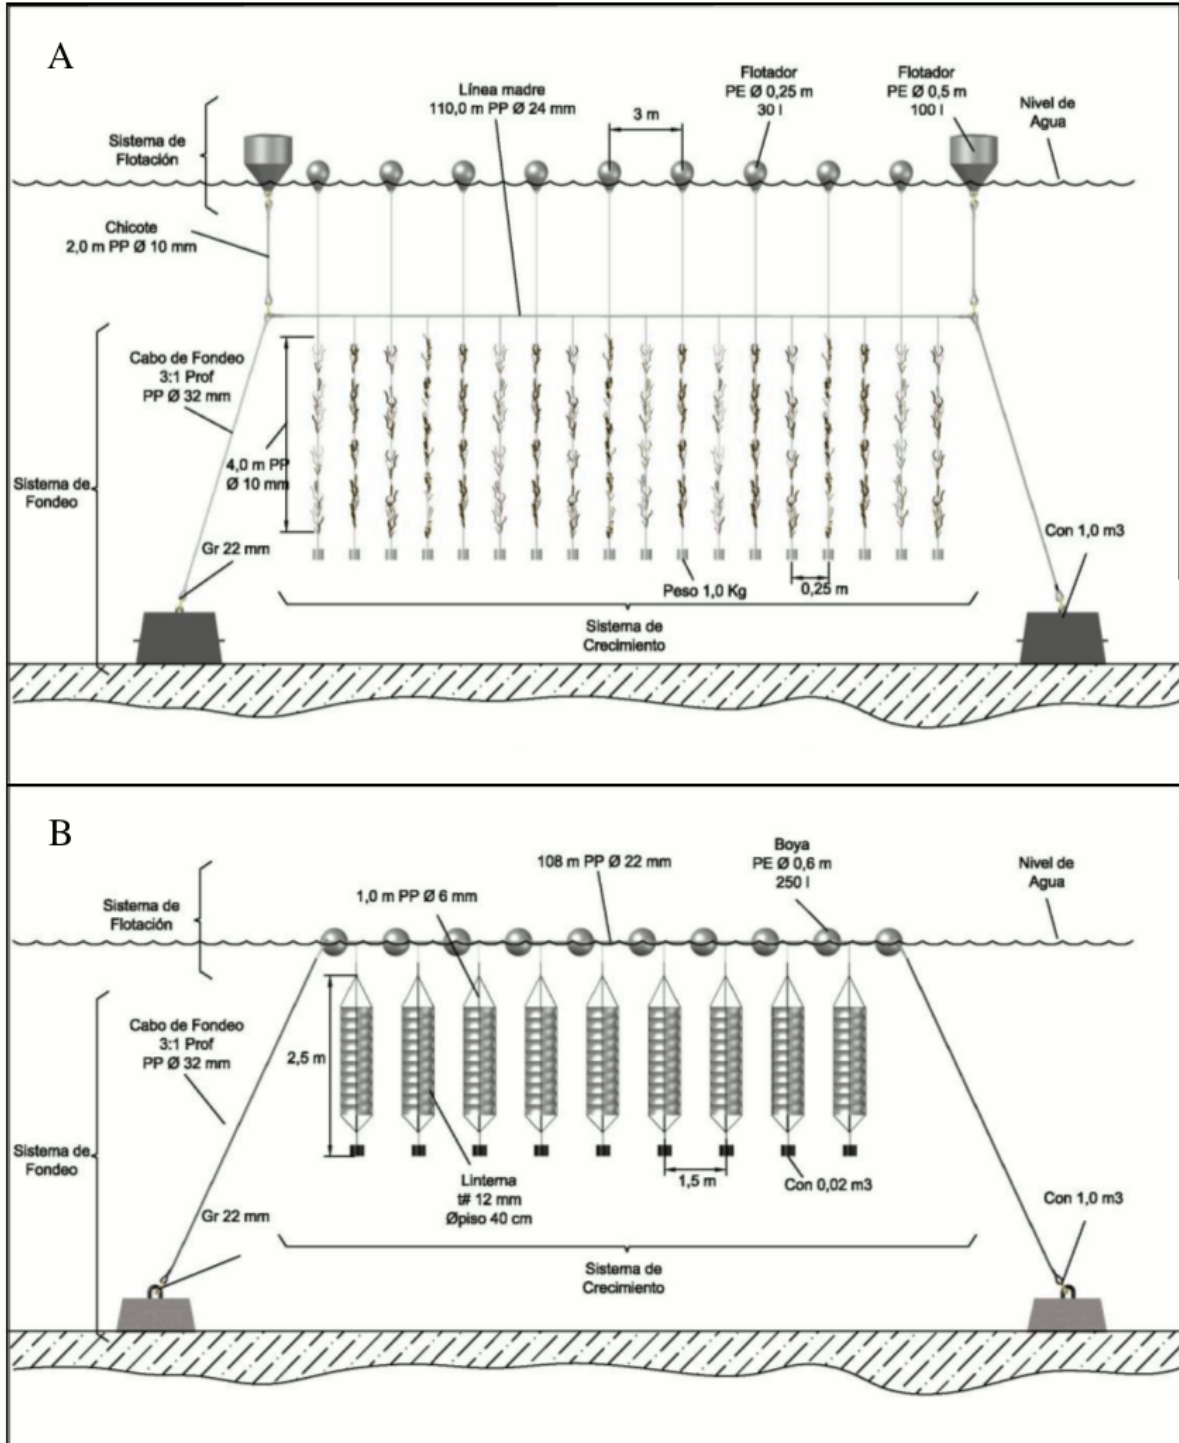 A
Sistema de
Flotación
Línea madre
110,0 m PP Ø 24 mm
3 m
Flotador
PE Ø 0,25 m
30 l
Flotador
PE Ø 0,5 m
100 l
Nivel de
Agua
Chicote
2,0 m PP Ø 10 mm
Cabo de Fondeo
3:1 Prof
PP Ø 32 mm
4,0 m PP
Ø 10 mm
Sistema de
Fondeo
Gr 22 mm
Con 1,0 m3
Peso 1,0 Kg
0,25 m
Sistema de
Crecimiento
B
Sistema de
Flotación
1,0 m PP Ø 6 mm
108 m PP Ø 22 mm
Boya
PE Ø 0,6 m
250 l
Nivel de
Agua
Cabo de Fondeo
3:1 Prof
PP Ø 32 mm
2,5 m
Sistema de
Fondeo
Linterna
t# 12 mm
Øpiso 40 cm
1,5 m
Con 0,02 m3
Gr 22 mm
Con 1,0 m3
Sistema de
Crecimiento